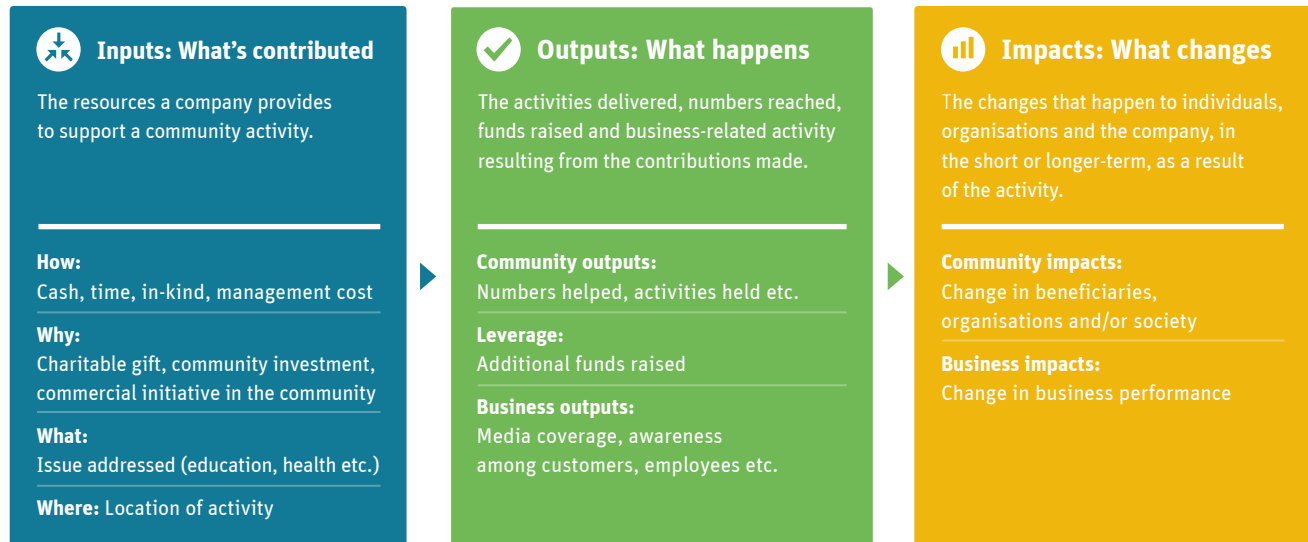 Inputs: What's contributed
The resources a company provides
to support a community activity.
How:
Cash, time, in-kind, management cost
Why:
Charitable gift, community investment,
commercial initiative in the community
What:
Issue addressed (education, health etc.)
Where: Location of activity
Outputs: What happens
The activities delivered, numbers reached,
funds raised and business-related activity
resulting from the contributions made.
Community outputs:
Numbers helped, activities held etc.
Leverage:
Additional funds raised
Business outputs:
Media coverage, awareness
among customers, employees etc.
Impacts: What changes
The changes that happen to individuals,
organisations and the company, in
the short or longer-term, as a result
of the activity.
Community impacts:
Change in beneficiaries,
organisations and/or society
Business impacts:
Change in business performance